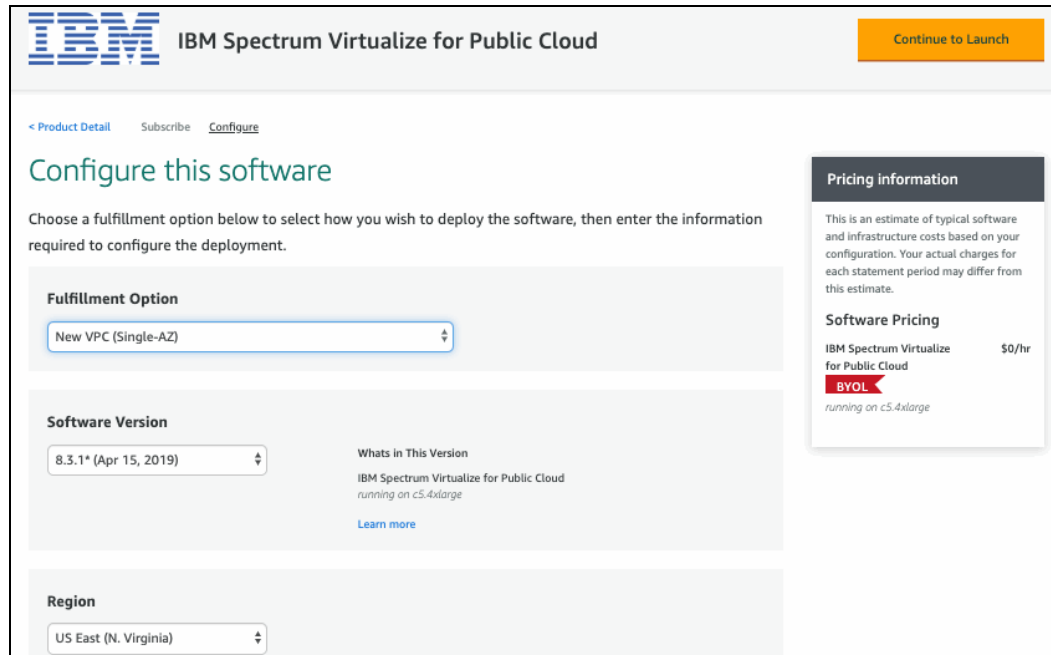 IBM
IBM Spectrum Virtualize for Public Cloud
Continue to Launch
< Product Detail
Subscribe
Configure
Configure this software
Choose a fulfillment option below to select how you wish to deploy the software, then enter the information
required to configure the deployment.
Fulfillment Option
New VPC (Single-AZ)
Software Version
8.3.1* (Apr 15, 2019)
Whats in This Version
IBM Spectrum Virtualize for Public Cloud
running on c5.4xlarge
Learn more
Region
US East (N. Virginia)
Pricing information
This is an estimate of typical software
and infrastructure costs based on your
configuration. Your actual charges for
each statement period may differ from
this estimate.
Software Pricing
IBM Spectrum Virtualize $0/hr
for Public Cloud
BYOL
running on c5.4xlarge